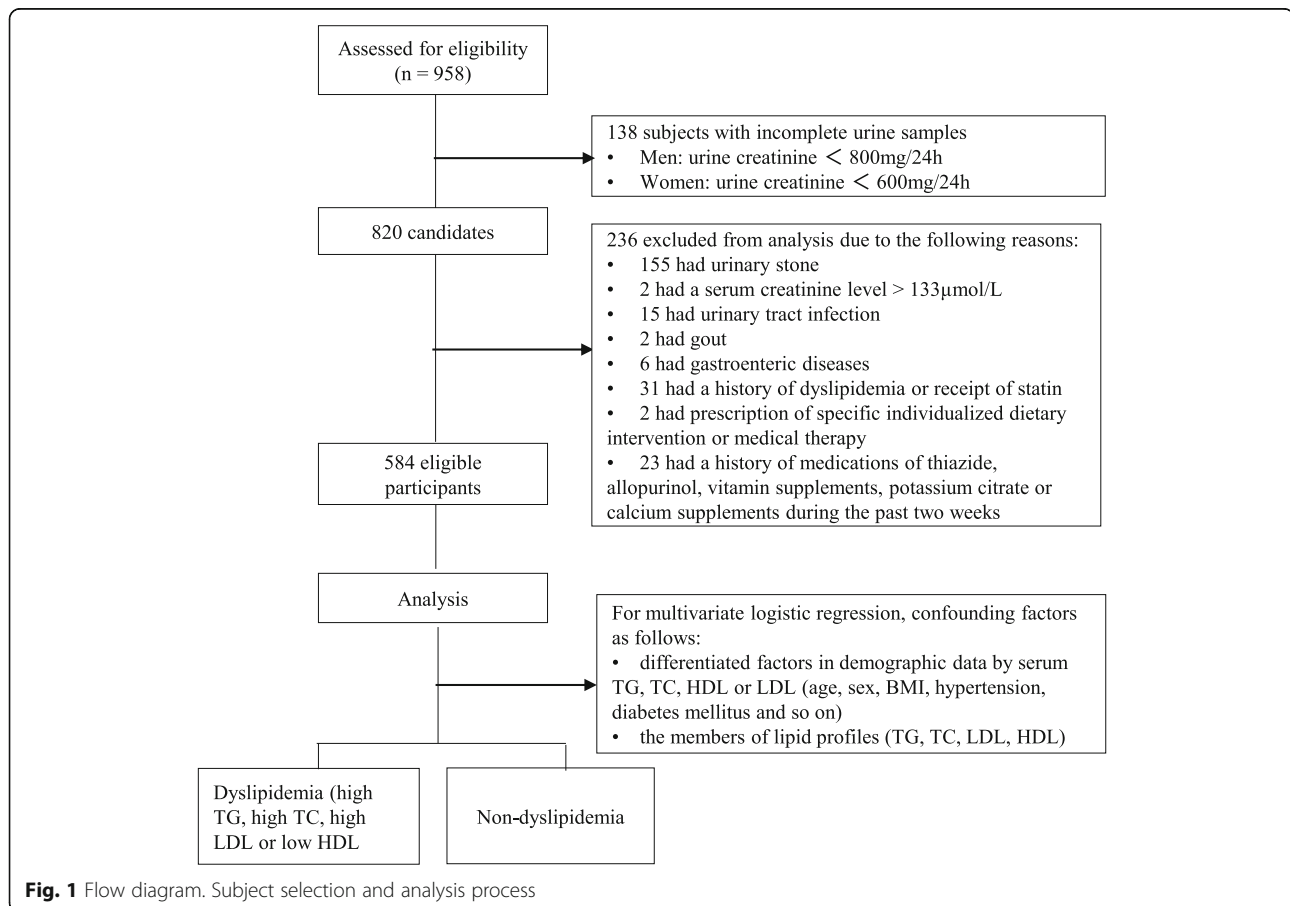 Assessed for eligibility
(n = 958)
138 subjects with incomplete urine samples
• Men: urine creatinine < 800mg/24h
• Women: urine creatinine < 600mg/24h
820 candidates
236 excluded from analysis due to the following reasons:
• 155 had urinary stone
• 2 had a serum creatinine level > 133μmol/L
• 15 had urinary tract infection
• 2 had gout
• 6 had gastroenteric diseases
• 31 had a history of dyslipidemia or receipt of statin
• 2 had prescription of specific individualized dietary
intervention or medical therapy
• 23 had a history of medications of thiazide,
allopurinol, vitamin supplements, potassium citrate or
calcium supplements during the past two weeks
584 eligible
participants
Analysis
For multivariate logistic regression, confounding factors
as follows:
• differentiated factors in demographic data by serum
TG, TC, HDL or LDL (age, sex, BMI, hypertension,
diabetes mellitus and so on)
• the members of lipid profiles (TG, TC, LDL, HDL)
Dyslipidemia (high
TG, high TC, high
LDL or low HDL
Non-dyslipidemia
Fig. 1 Flow diagram. Subject selection and analysis process